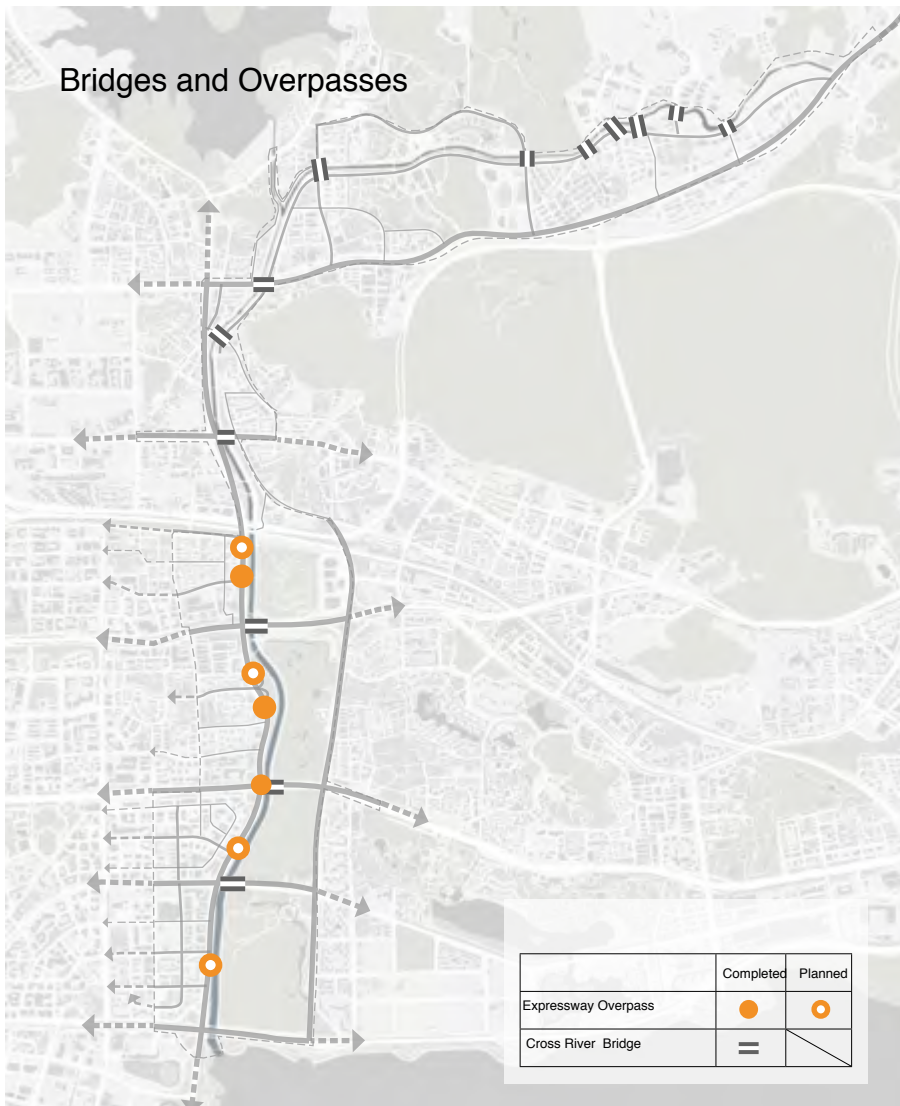 Bridges and Overpasses
Completed Planned
Expressway Overpass
Cross River Bridge